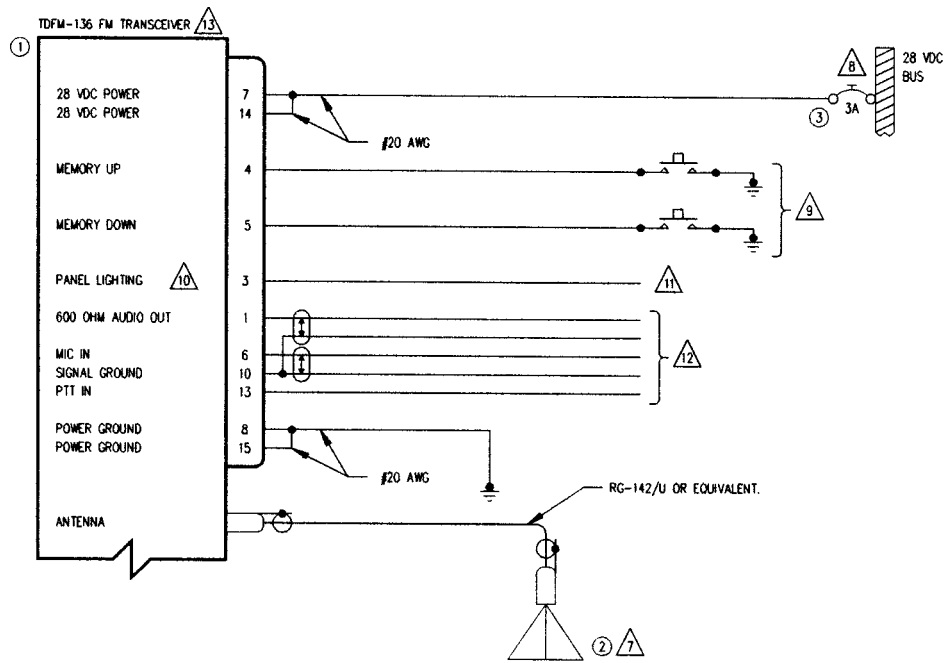 TDFM-136 FM TRANSCEIVER 13
1
28 VDC POWER 7
28 VDC POWER 14
#20 AWG
8
3
3A
28 VDC
BUS
MEMORY UP 4
MEMORY DOWN 5
9
PANEL LIGHTING 10 3
11
600 OHM AUDIO OUT 1
MIC IN 6
SIGNAL GROUND 10
PTT IN 13
12
POWER GROUND 8
POWER GROUND 15
#20 AWG
RG-142/U OR EQUIVALENT.
ANTENNA
2 7